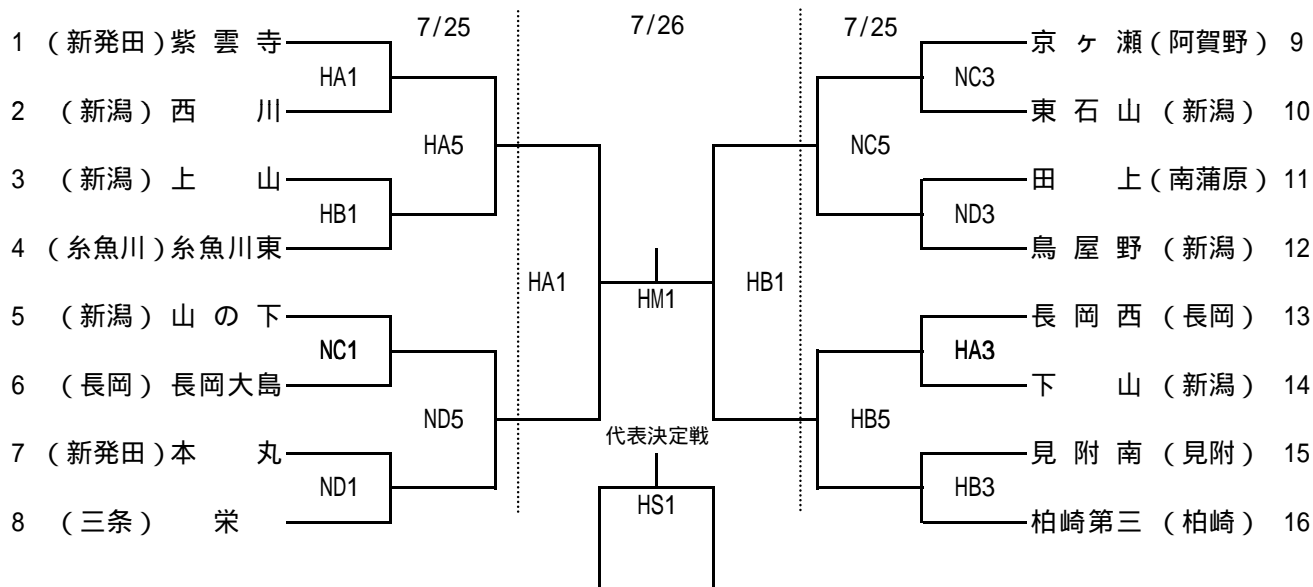 7/25 7/26 7/25
1 （新発田）紫雲寺 京ヶ瀬（阿賀野） 9
HA1 NC3
2 （新潟）西川 東石山（新潟） 10
HA5 NC5
3 （新潟）上山 田上（南蒲原） 11
HB1 ND3
4 （糸魚川）糸魚川東 鳥屋野（新潟） 12
HA1 HM1 HB1
5 （新潟）山の下 長岡西（長岡） 13
NC1 HA3
6 （長岡）長岡大島 下山（新潟） 14
ND5 代表決定戦 HB5
7 （新発田）本丸 見附南（見附） 15
ND1 HS1 HB3
8 （三条）栄 柏崎第三（柏崎） 16